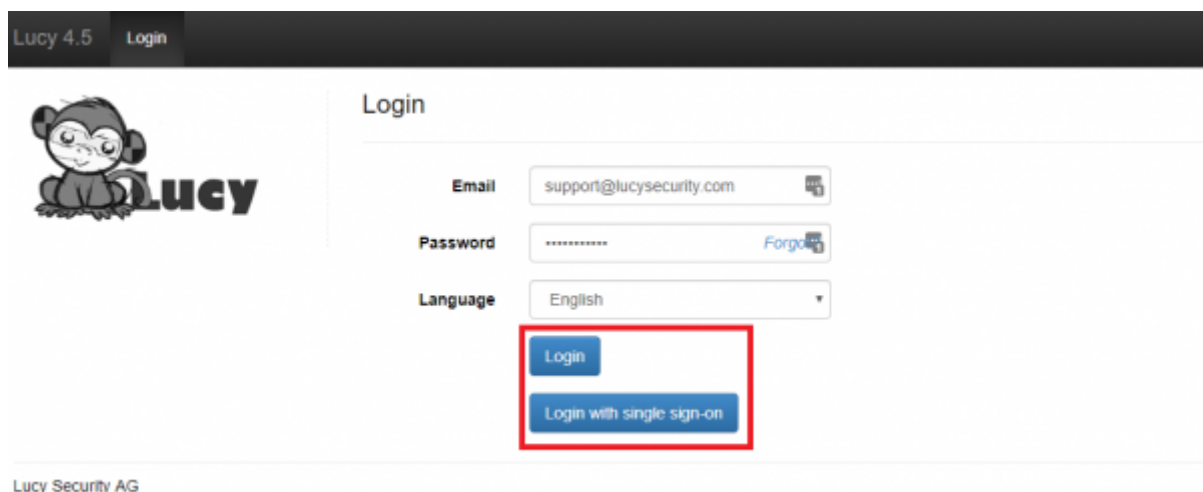 Lucy 4.5 Login
Lucy
Login
Email support@lucysecurity.com
Password •••••••••••
Language English
Login
Login with single sign-on
Lucy Security AG